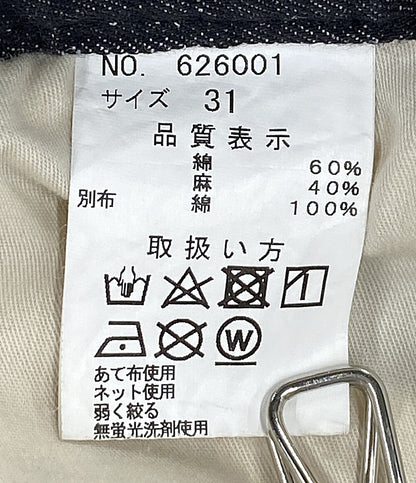 NO. 626001
サイズ 31
品質表示
綿 60%
麻 40%
別布 綿 100%
取扱い方
W
あて布使用
ネット使用
弱く絞る
無蛍光洗剤使用